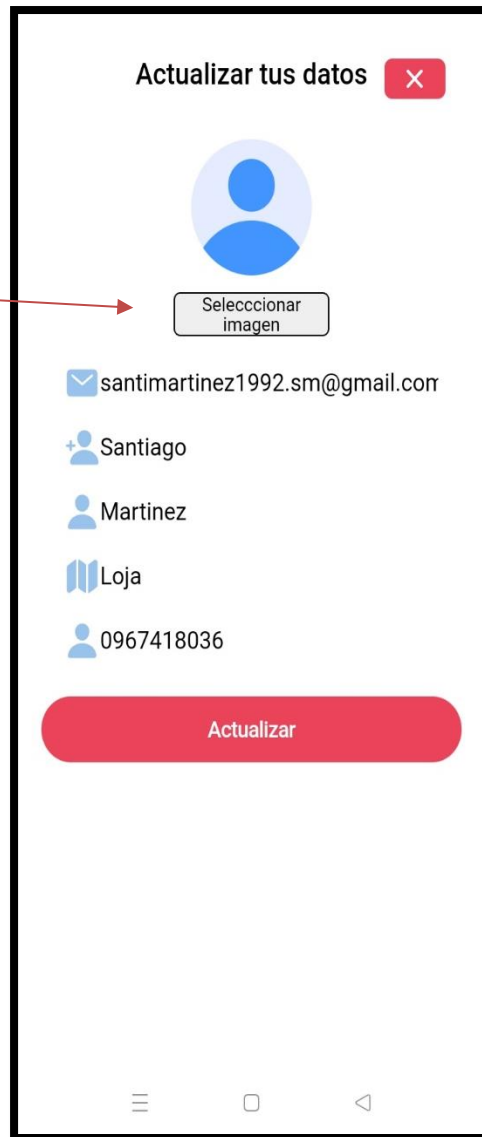 Actualizar tus datos
Selecccionar
imagen
santimartinez1992.sm@gmail.com
Santiago
Martinez
Loja
0967418036
Actualizar